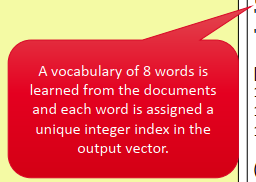 A vocabulary of 8 words is
learned from the documents
and each word is assigned a
unique integer index in the
output vector.